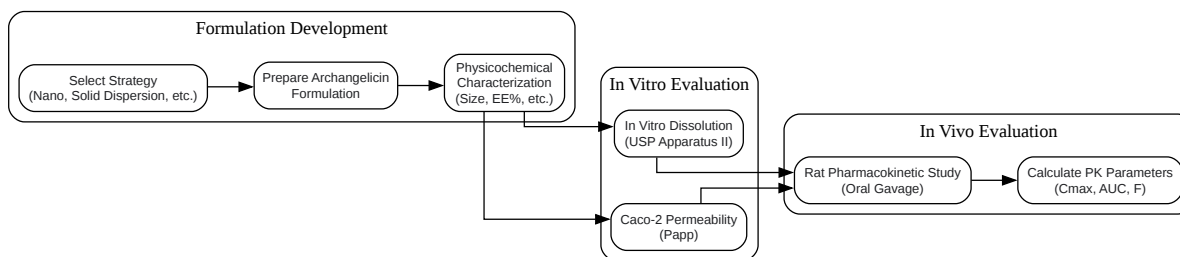 Formulation Development
Select Strategy
(Nano, Solid Dispersion, etc.)
Prepare Archangelicin
Formulation
Physicochemical
Characterization
(Size, EE%, etc.)
In Vitro Evaluation
In Vitro Dissolution
(USP Apparatus II)
Caco-2 Permeability
(Papp)
In Vivo Evaluation
Rat Pharmacokinetic Study
(Oral Gavage)
Calculate PK Parameters
(Cmax, AUC, F)